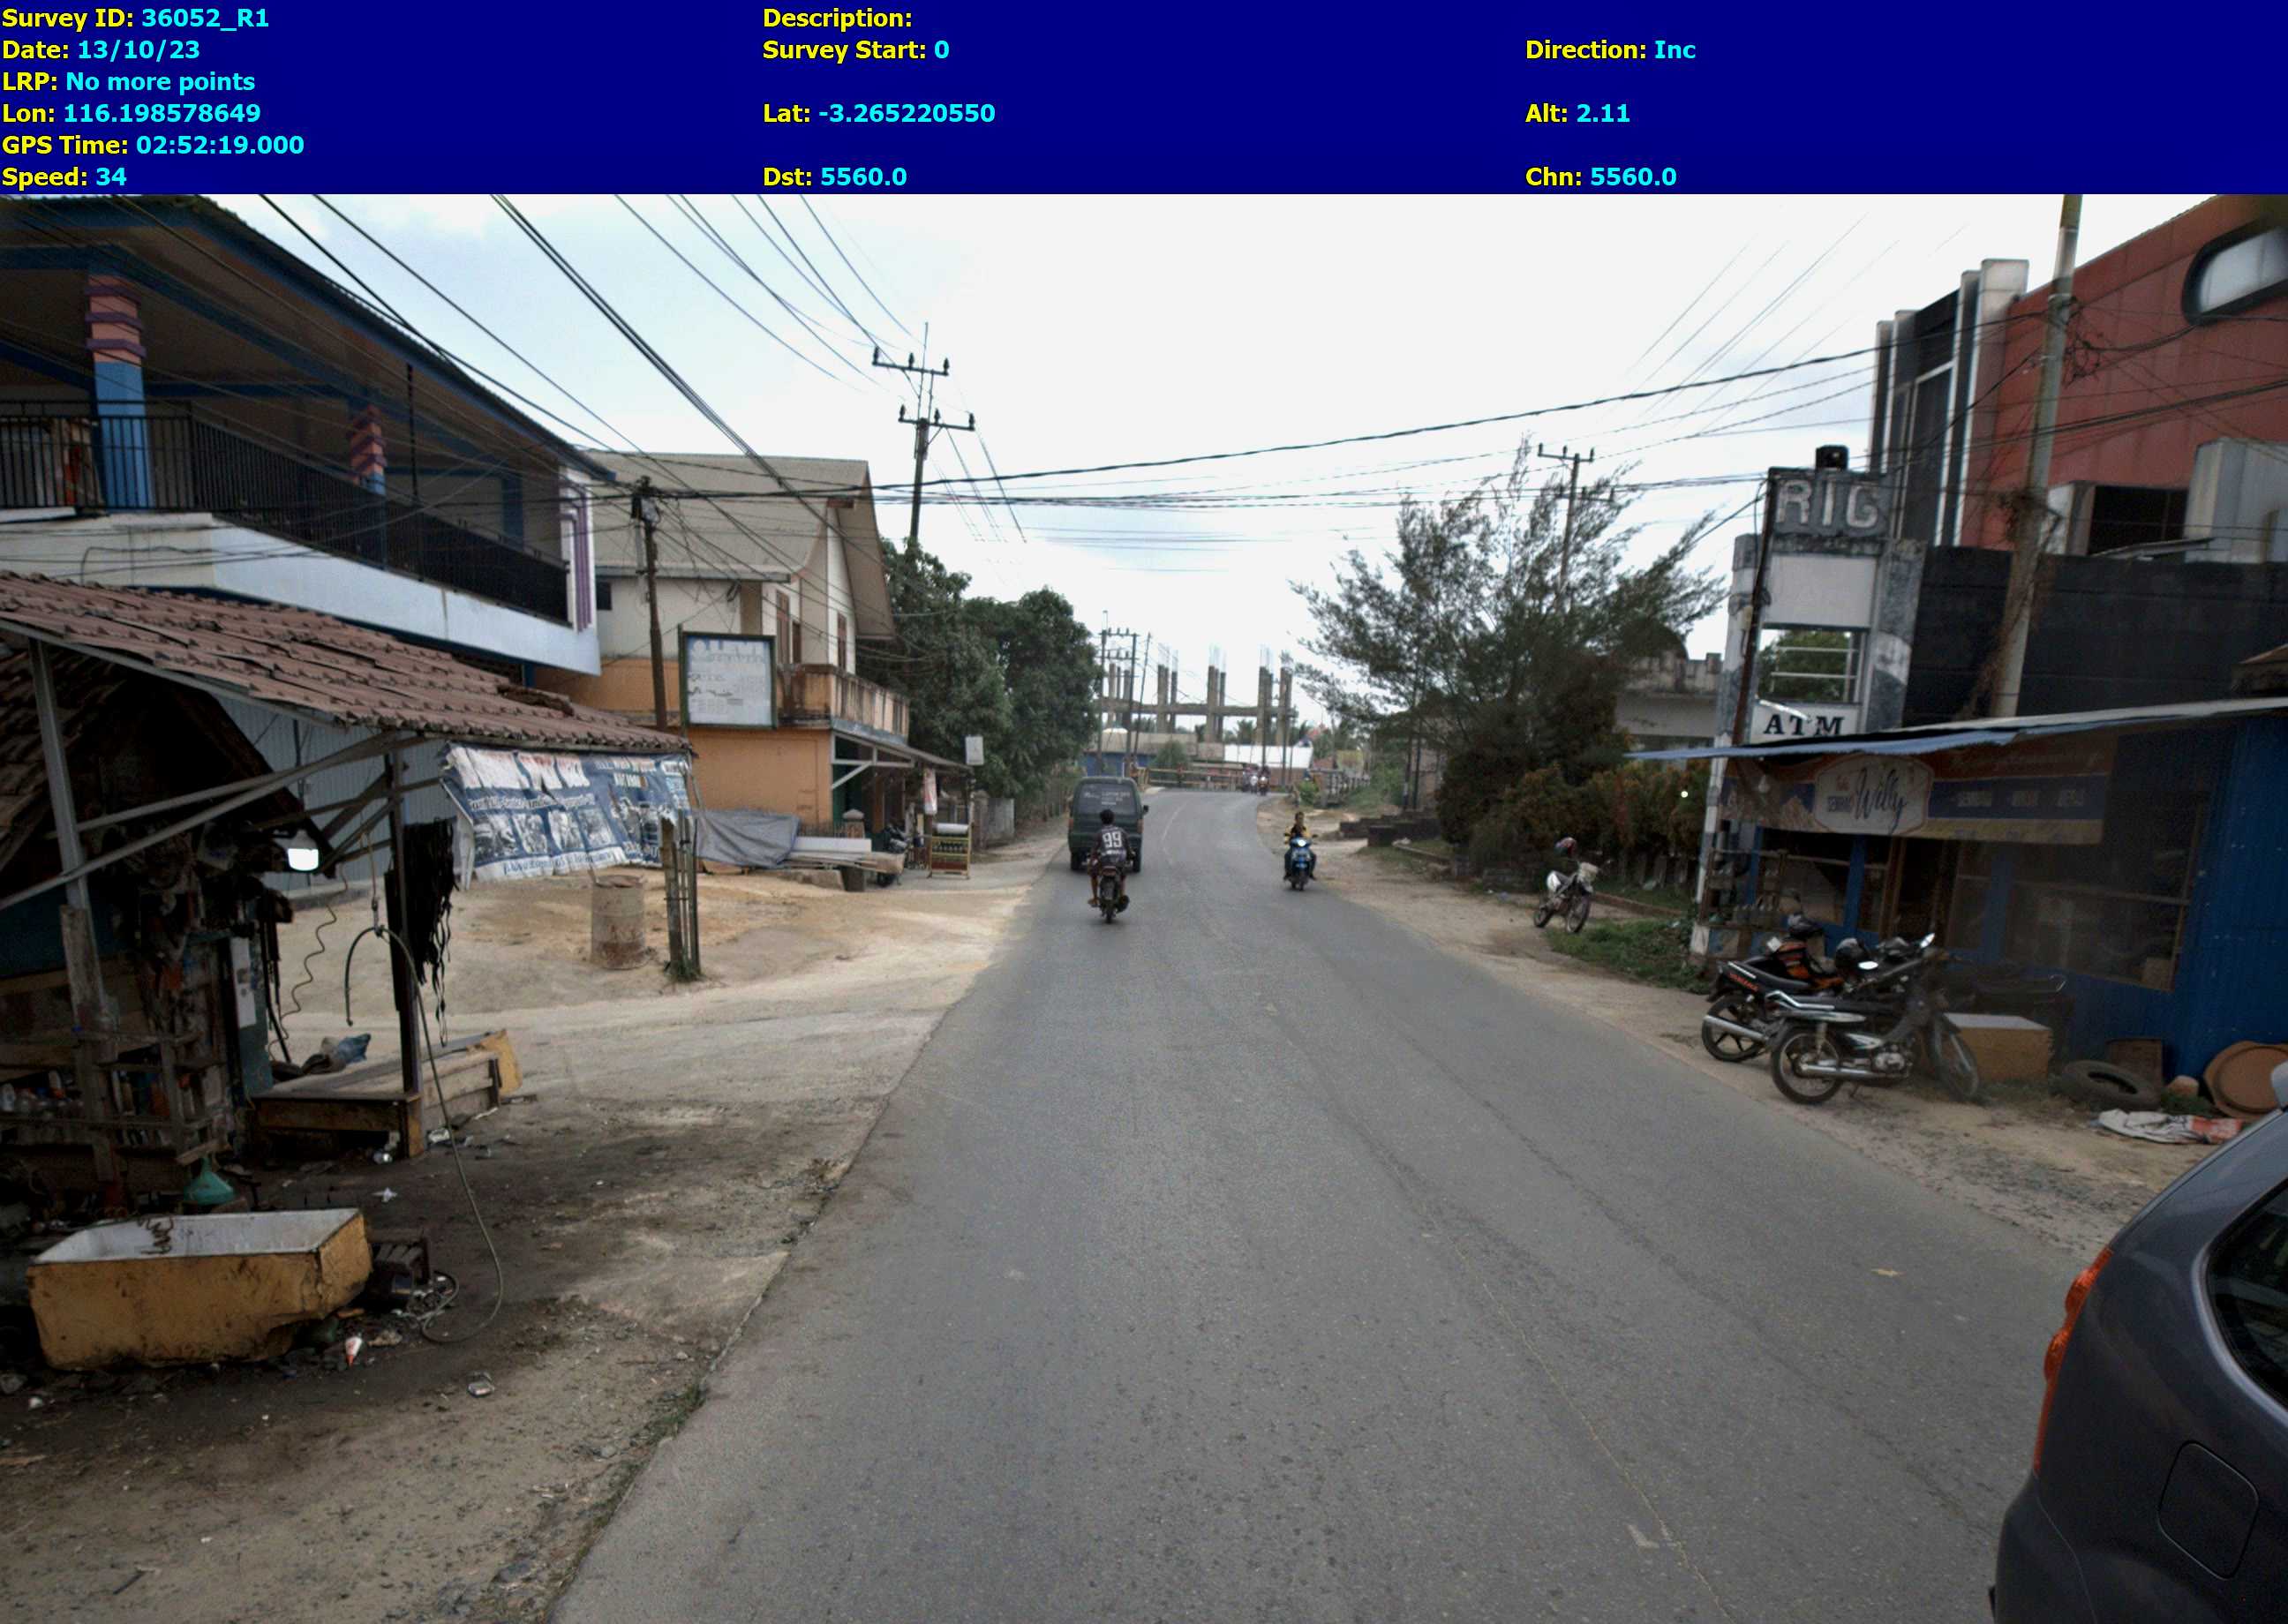 Survey ID: 36052_R1
Description:
Date: 13/10/23
Survey Start: 0
Direction: Inc
LRP: No more points
Lon: 116.198578649
Lat: -3.265220550
Alt: 2.11
GPS Time: 02:52:19.000
Speed: 34
Dst: 5560.0
Chn: 5560.0
RIG
ATM
Willy
99